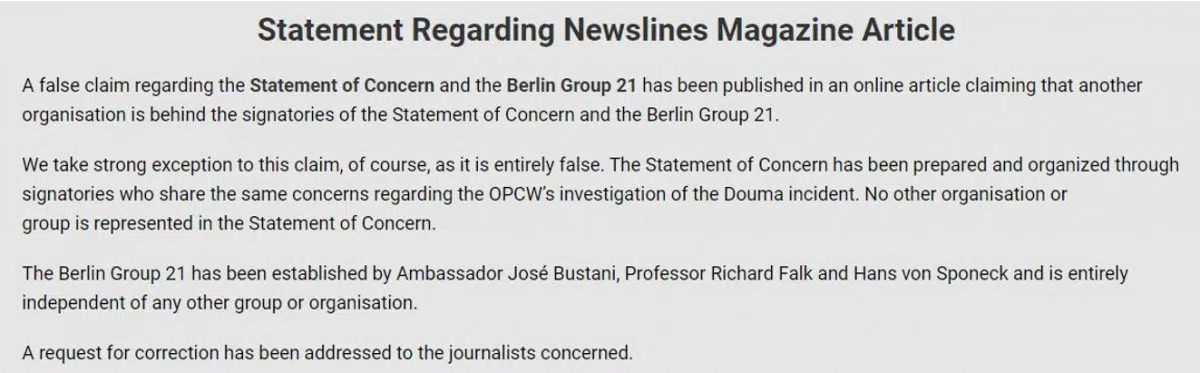 Statement Regarding Newslines Magazine Article
A false claim regarding the Statement of Concern and the Berlin Group 21 has been published in an online article claiming that another
organisation is behind the signatories of the Statement of Concern and the Berlin Group 21.
We take strong exception to this claim, of course, as it is entirely false. The Statement of Concern has been prepared and organized through
signatories who share the same concerns regarding the OPCW’s investigation of the Douma incident. No other organisation or
group is represented in the Statement of Concern.
The Berlin Group 21 has been established by Ambassador José Bustani, Professor Richard Falk and Hans von Sponeck and is entirely
independent of any other group or organisation.
A request for correction has been addressed to the journalists concerned.